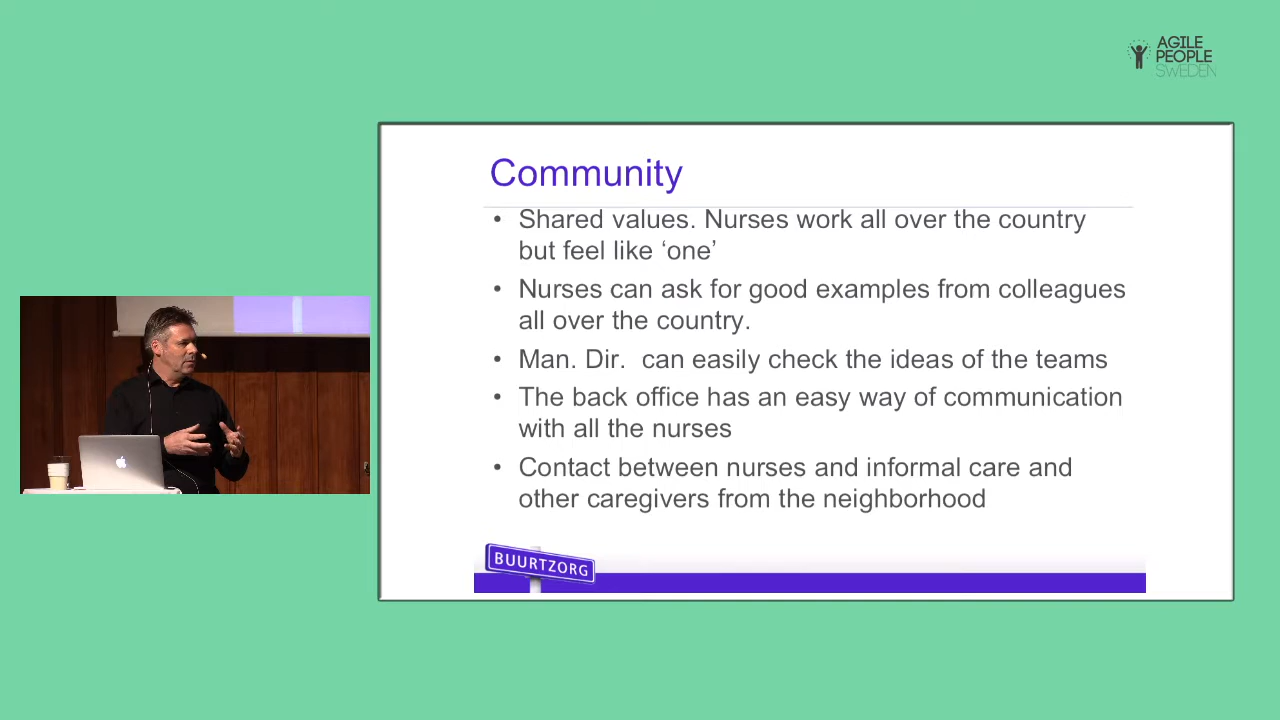 AGILE
PEOPLE
SWEDEN
Community
• Shared values. Nurses work all over the country
but feel like ‘one’
• Nurses can ask for good examples from colleagues
all over the country.
• Man. Dir.  can easily check the ideas of the teams
• The back office has an easy way of communication
with all the nurses
• Contact between nurses and informal care and
other caregivers from the neighborhood
BUURTZORG